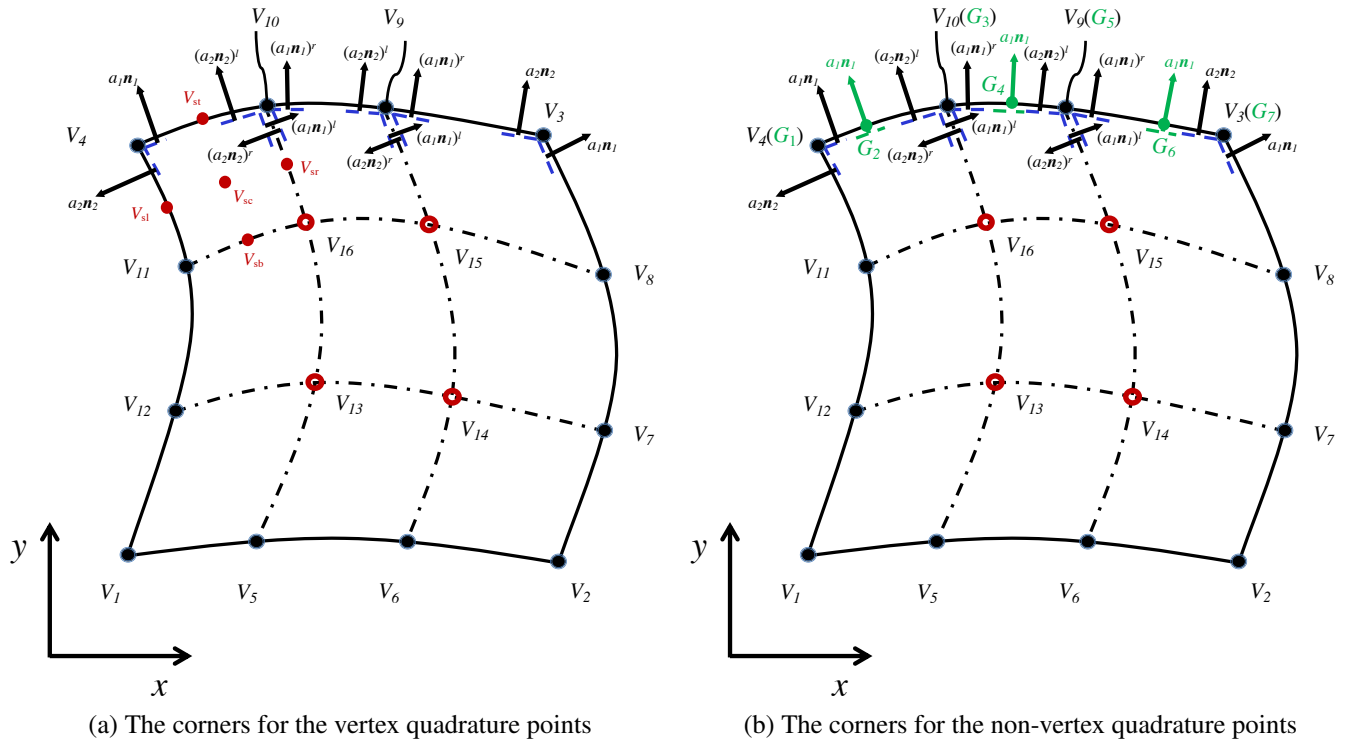 V10 V9
(a2n2)l (a1n1)r (a2n2)l (a1n1)r
a1n1 a2n2
Vst V3
V4 (a1n1)l (a1n1)l a1n1
(a2n2)r (a2n2)r
Vsr
Vsc
a2n2
Vsl
V16 V15
Vsb
V11 V8
V12 V13 V14 V7
V1 V5 V6 V2
y
x
(a) The corners for the vertex quadrature points
V10(G3) V9(G5)
a1n1
(a2n2)l (a1n1)r (a2n2)l (a1n1)r
a1n1 a1n1 a1n1 a2n2
G4
V4(G1) G2 (a1n1)l (a1n1)l G6 V3(G7)
(a2n2)r (a2n2)r a1n1
a2n2
V16 V15
V11 V8
V12 V13 V14 V7
V1 V5 V6 V2
y
x
(b) The corners for the non-vertex quadrature points